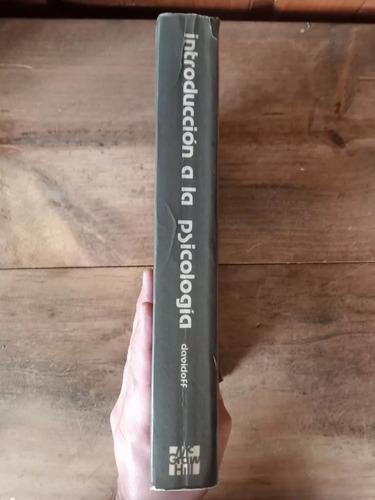 introducción a la psicología
davidoff
Mc
Graw
Hill